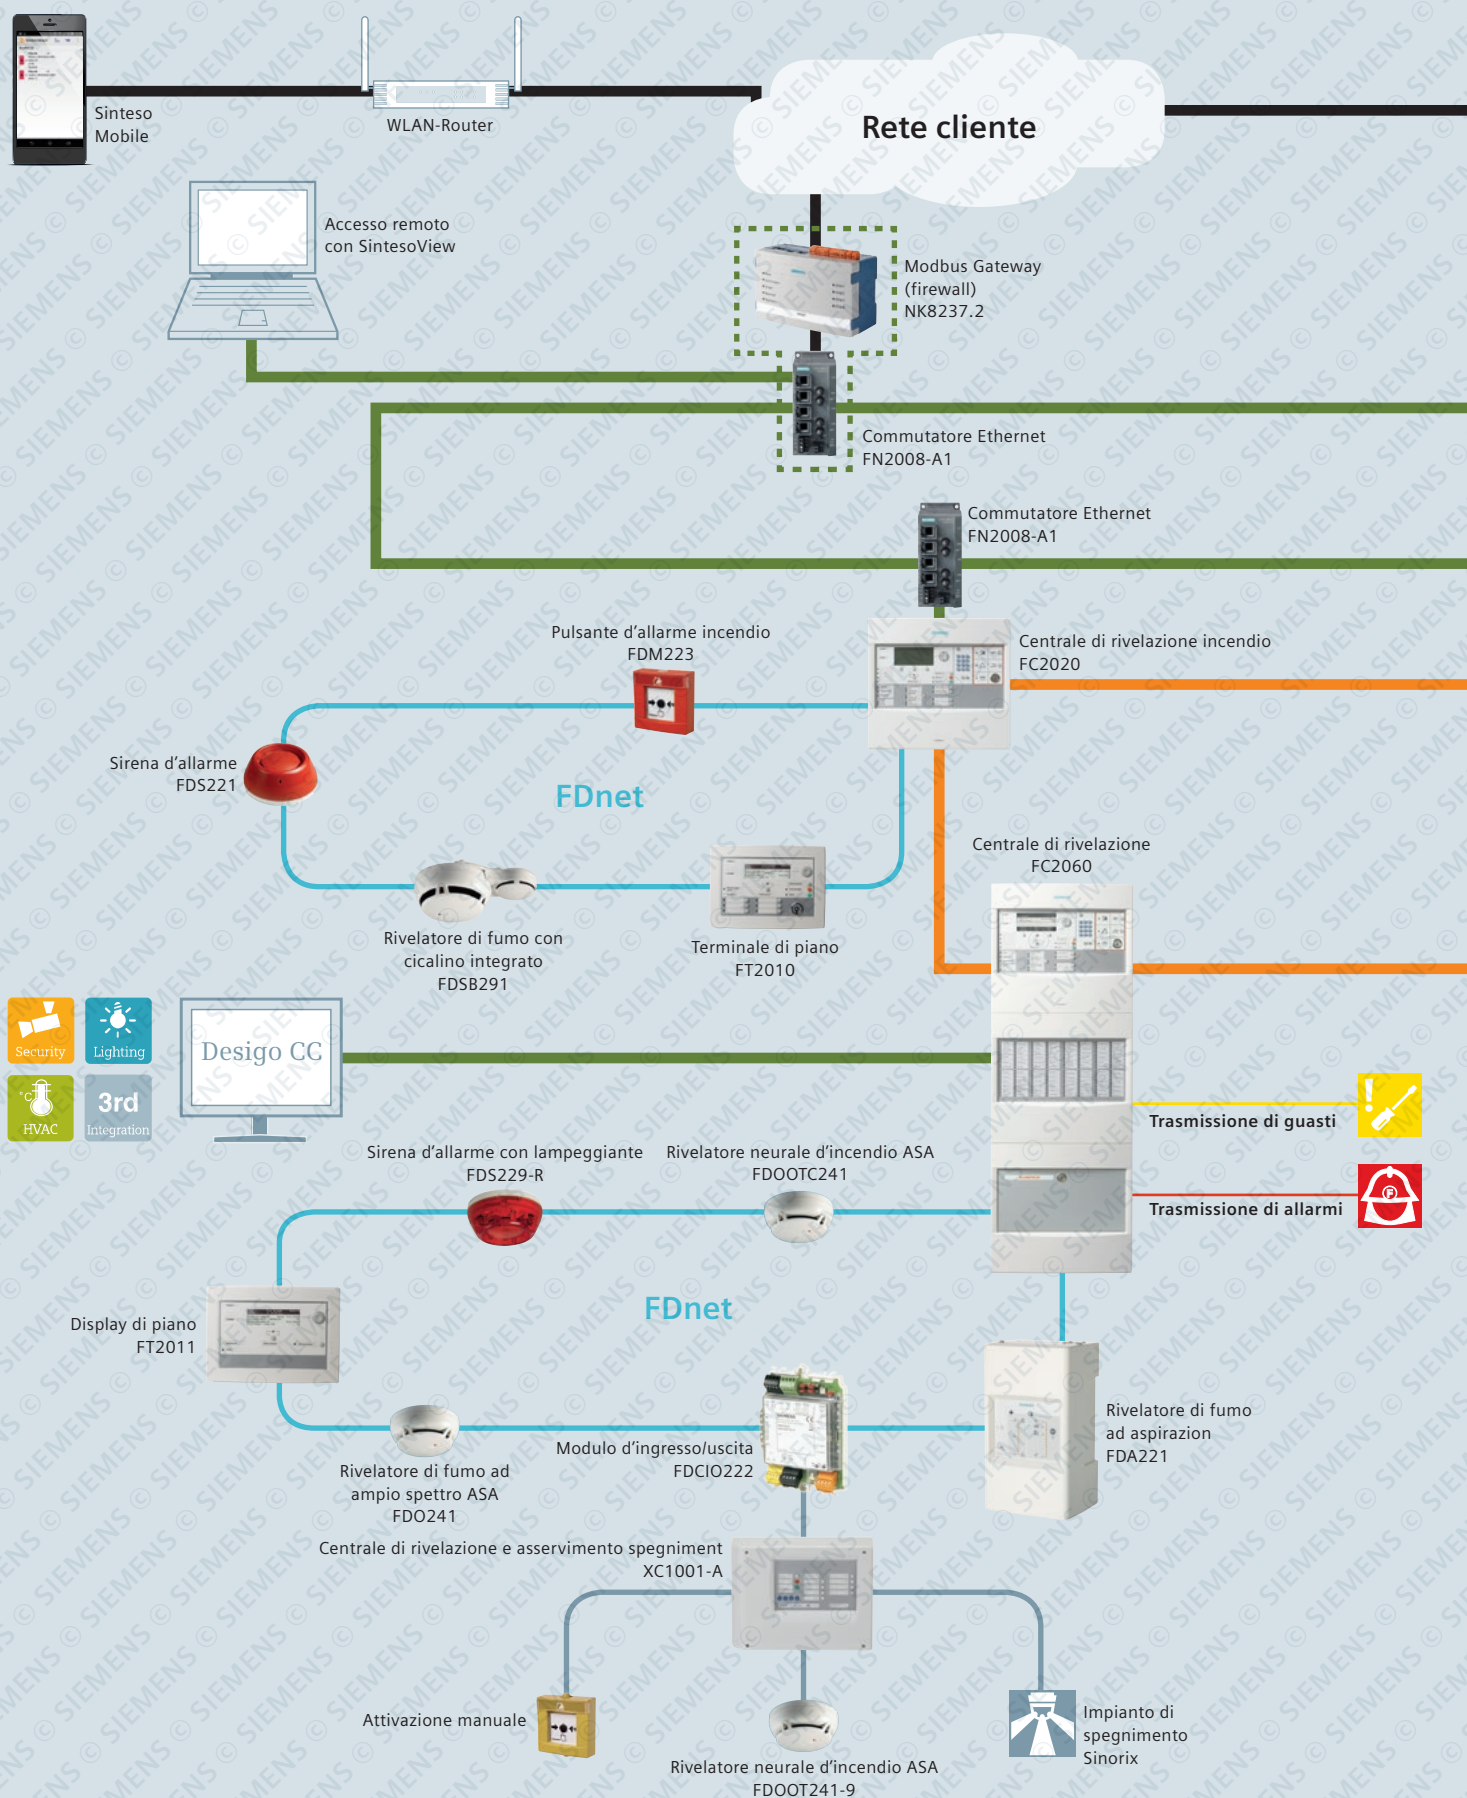 Sinteso
Mobile
WLAN-Router
Rete cliente
Accesso remoto
con SintesoView
Modbus Gateway
(firewall)
NK8237.2
Commutatore Ethernet
FN2008-A1
Commutatore Ethernet
FN2008-A1
Pulsante d'allarme incendio
FDM223
Centrale di rivelazione incendio
FC2020
Sirena d'allarme
FDS221
FDnet
Centrale di rivelazione
FC2060
Rivelatore di fumo con
cicalino integrato
FDSB291
Terminale di piano
FT2010
Security
Lighting
°C
HVAC
3rd
Integration
Desigo CC
Trasmissione di guasti
Sirena d'allarme con lampeggiante
FDS229-R
Rivelatore neurale d'incendio ASA
FDOOTC241
F
Trasmissione di allarmi
FDnet
Display di piano
FT2011
Rivelatore di fumo
ad aspirazion
FDA221
Modulo d'ingresso/uscita
FDCIO222
Rivelatore di fumo ad
ampio spettro ASA
FDO241
Centrale di rivelazione e asservimento spegniment
XC1001-A
Attivazione manuale
Impianto di
spegnimento
Sinorix
Rivelatore neurale d'incendio ASA
FDOOT241-9
© SIEMENS